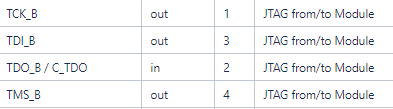 TCK_B out 1 JTAG from/to Module
TDI_B out 3 JTAG from/to Module
TDO_B / C_TDO in 2 JTAG from/to Module
TMS_B out 4 JTAG from/to Module